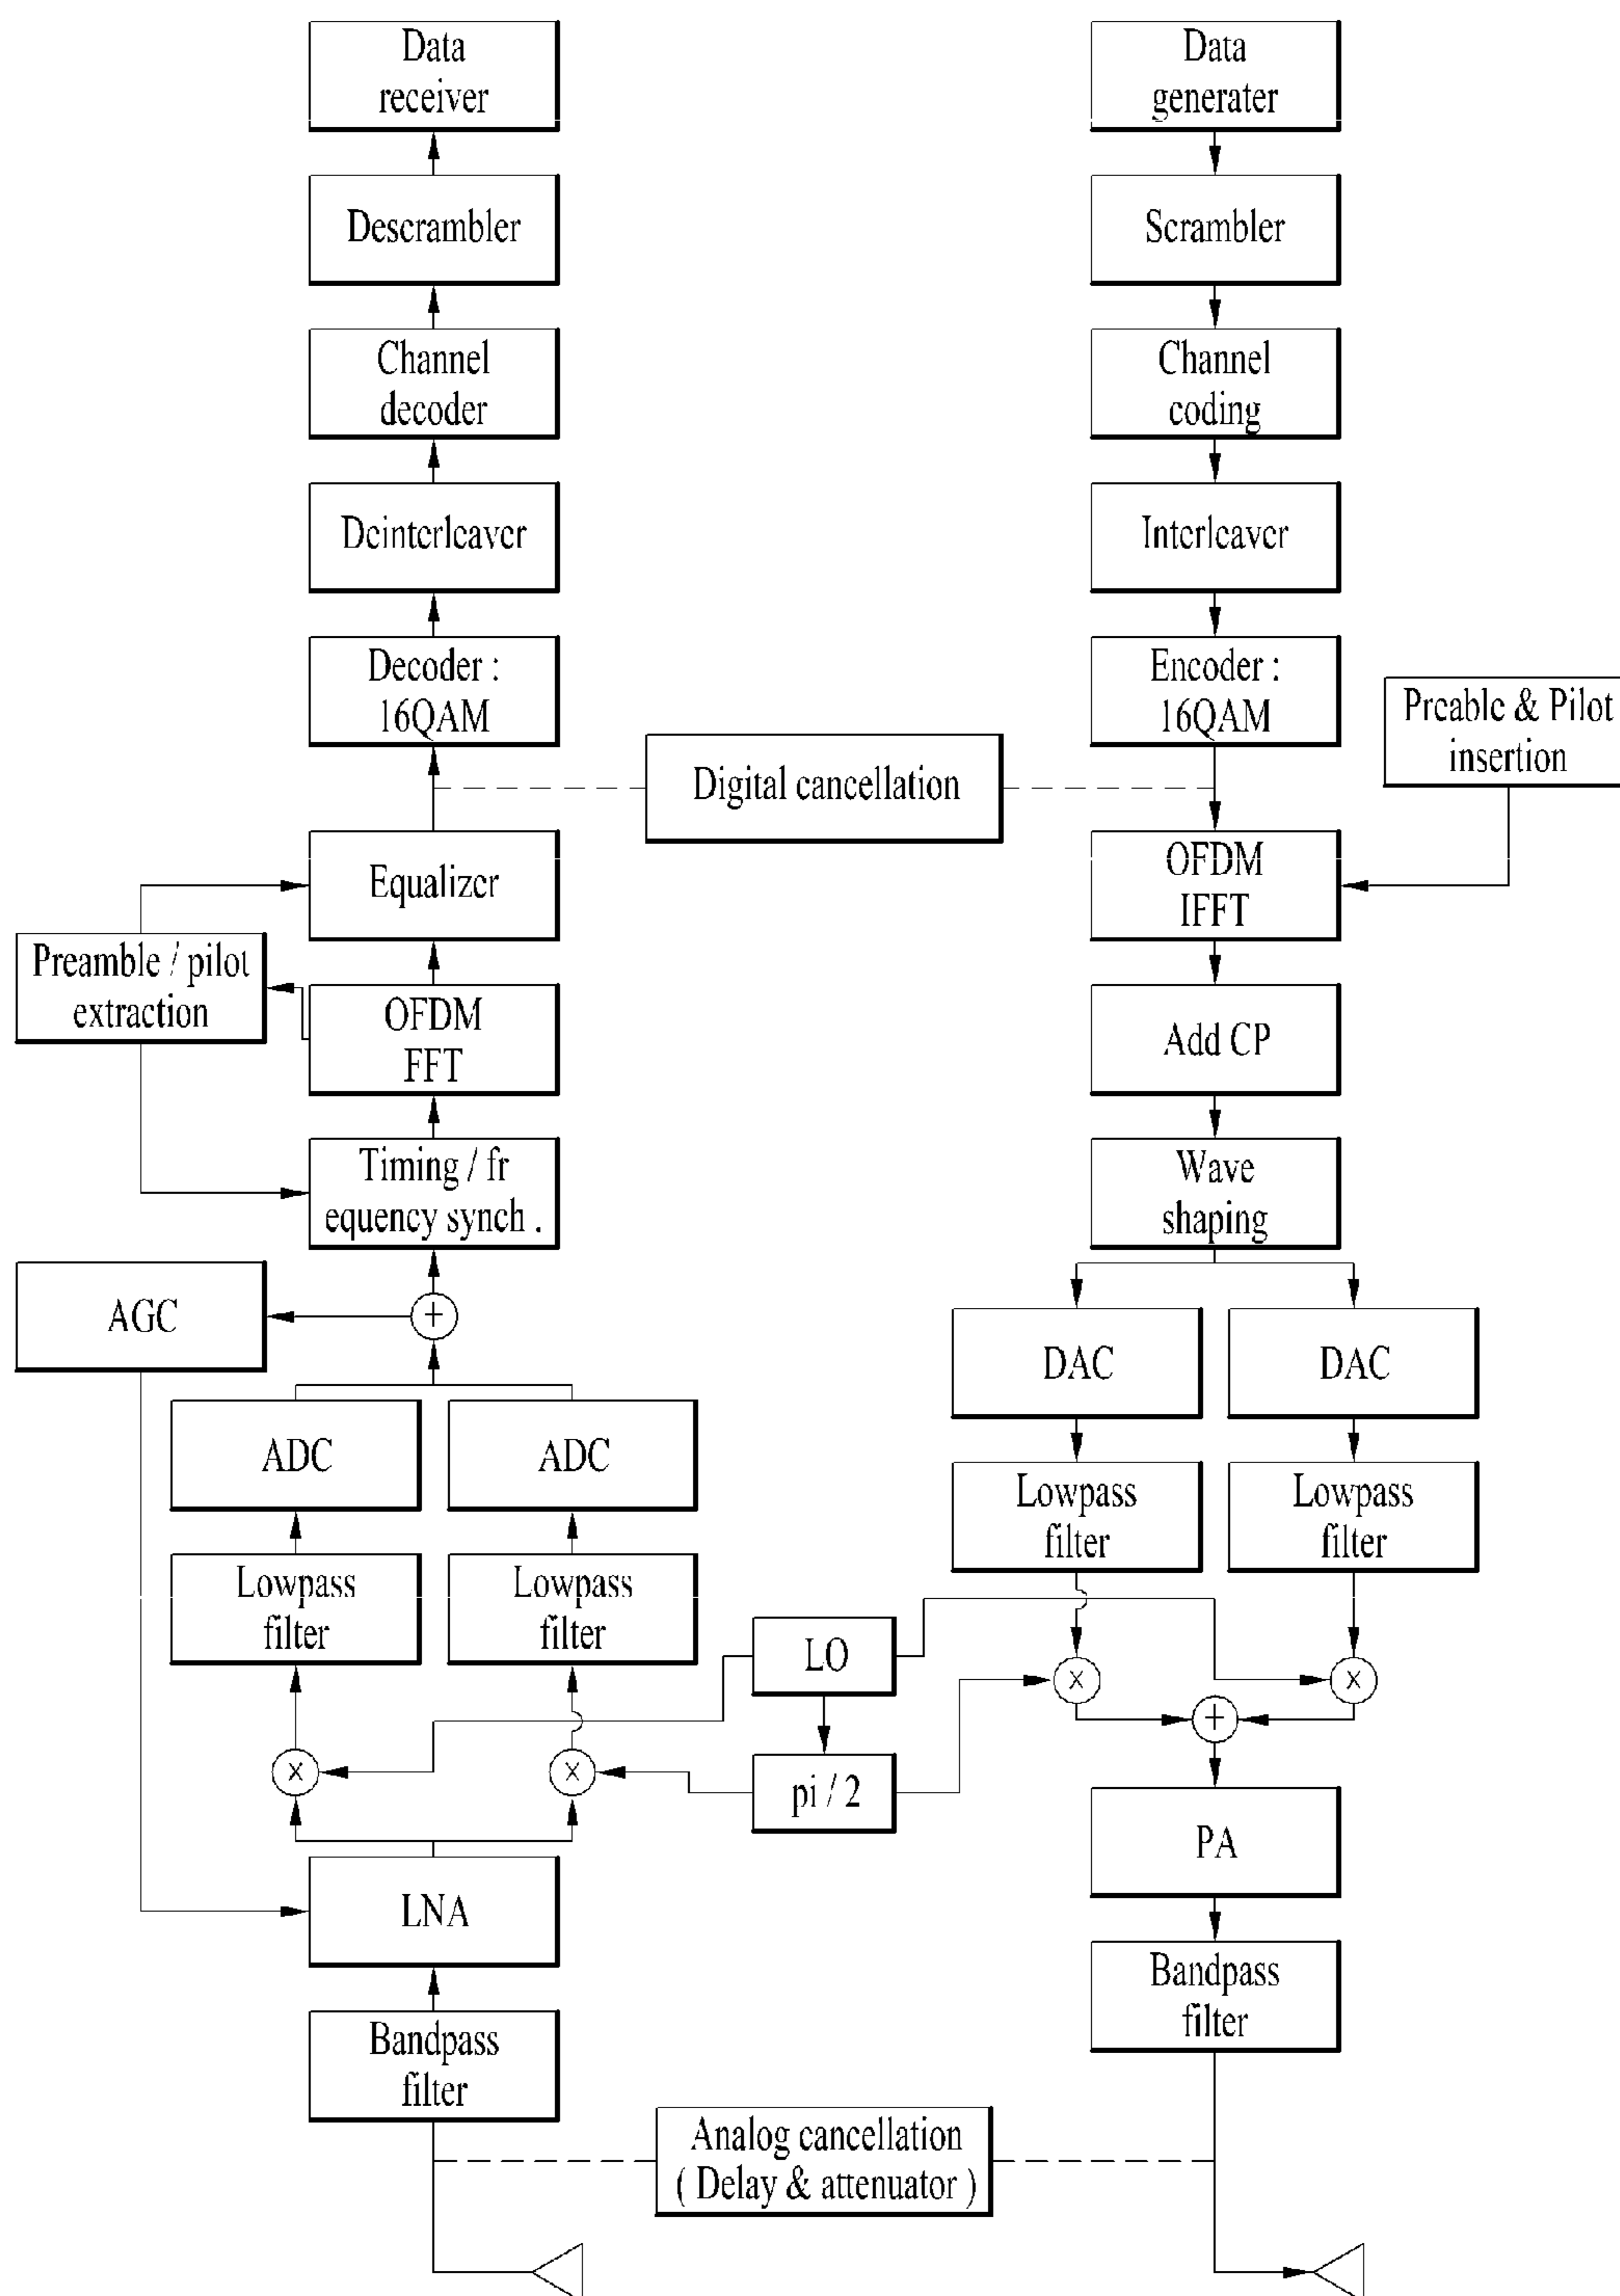 Data
receiver
Data
generater
Descrambler
Scrambler
Channel
decoder
Channel
coding
Deinterleaver
Interleaver
Decoder :
16QAM
Encoder :
16QAM
Preable & Pilot
insertion
Digital cancellation
Equalizer
OFDM
IFFT
Preamble / pilot
extraction
OFDM
FFT
Add CP
Timing / fr
equency synch .
Wave
shaping
AGC
+
DAC
DAC
ADC
ADC
Lowpass
filter
Lowpass
filter
Lowpass
filter
Lowpass
filter
LO
x
x
+
x
x
pi / 2
PA
LNA
Bandpass
filter
Bandpass
filter
Analog cancellation
( Delay & attenuator )